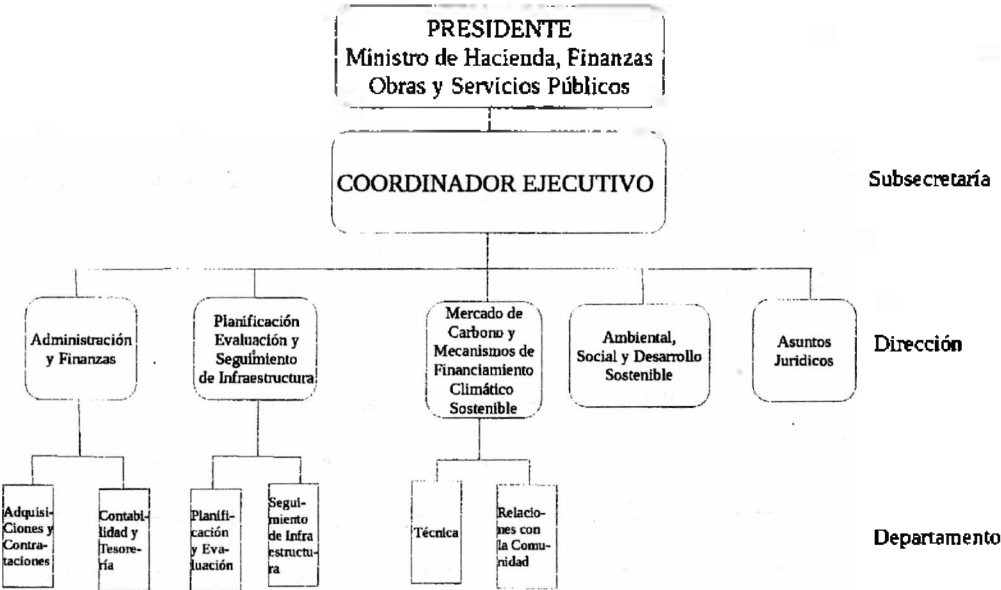 PRESIDENTE
Ministro de Hacienda, Finanzas
Obras y Servicios Públicos
COORDINADOR EJECUTIVO
Subsecretaría
Administración
y Finanzas
Planificación
Evaluación y
Seguimiento
de Infraestructura
Mercado de
Carbono y
Mecanismos de
Financiamiento
Climático
Sostenible
Ambiental,
Social y Desarrollo
Sostenible
Asuntos
Juridicos
Dirección
Adquisi-
Ciones y
Contra-
taciones
Contabi-
lidad y
Tesore-
ría
Planifi-
cación
y Eva-
luación
Segui-
miento
de Infra
estructu-
ra
Técnica
Relacio-
nes con
la Comu-
nidad
Departamento